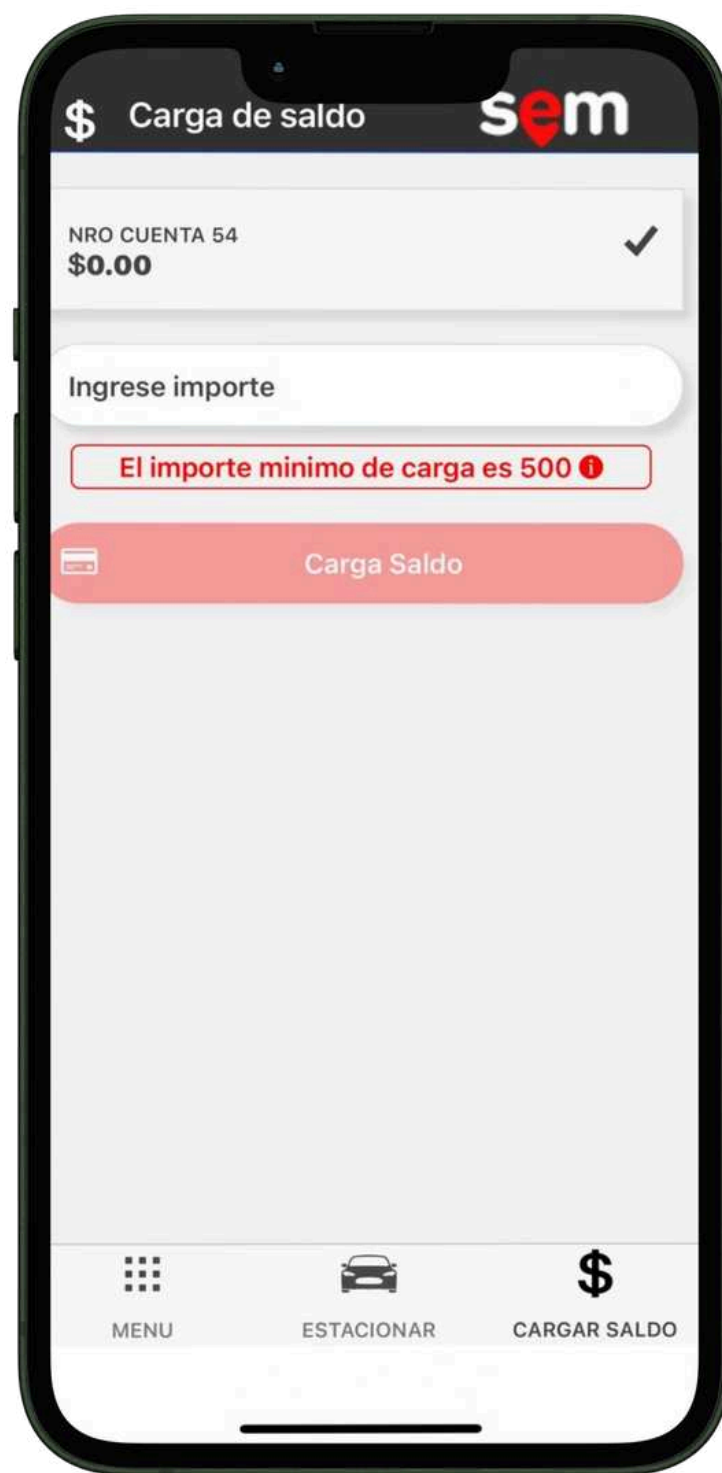 $ Carga de saldo sem
NRO CUENTA 54
$0.00
Ingrese importe
El importe minimo de carga es 500
Carga Saldo
$
MENU ESTACIONAR CARGAR SALDO